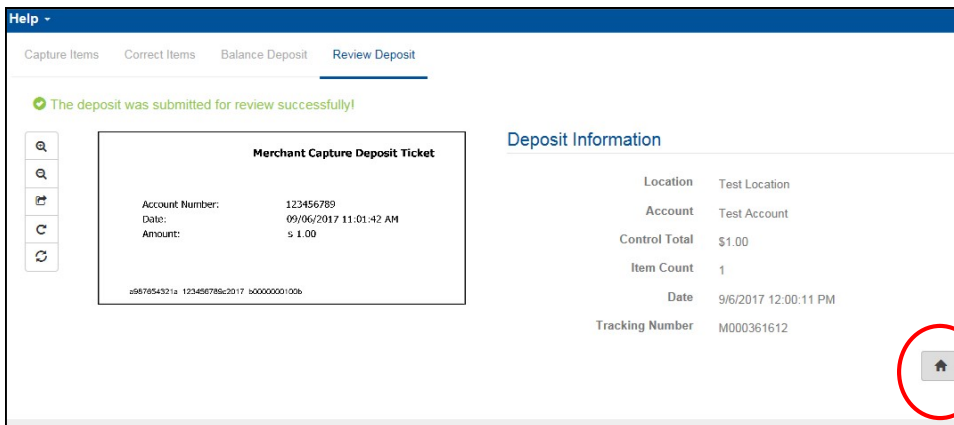 Help
Capture Items Correct Items Balance Deposit Review Deposit
The deposit was submitted for review successfully!
Merchant Capture Deposit Ticket
Account Number: 123456789
Date: 09/06/2017 11:01:42 AM
Amount: $ 1.00
a987654321a 123456789c2017 b0000000100b
Deposit Information
Location Test Location
Account Test Account
Control Total $1.00
Item Count 1
Date 9/6/2017 12:00:11 PM
Tracking Number M000361612